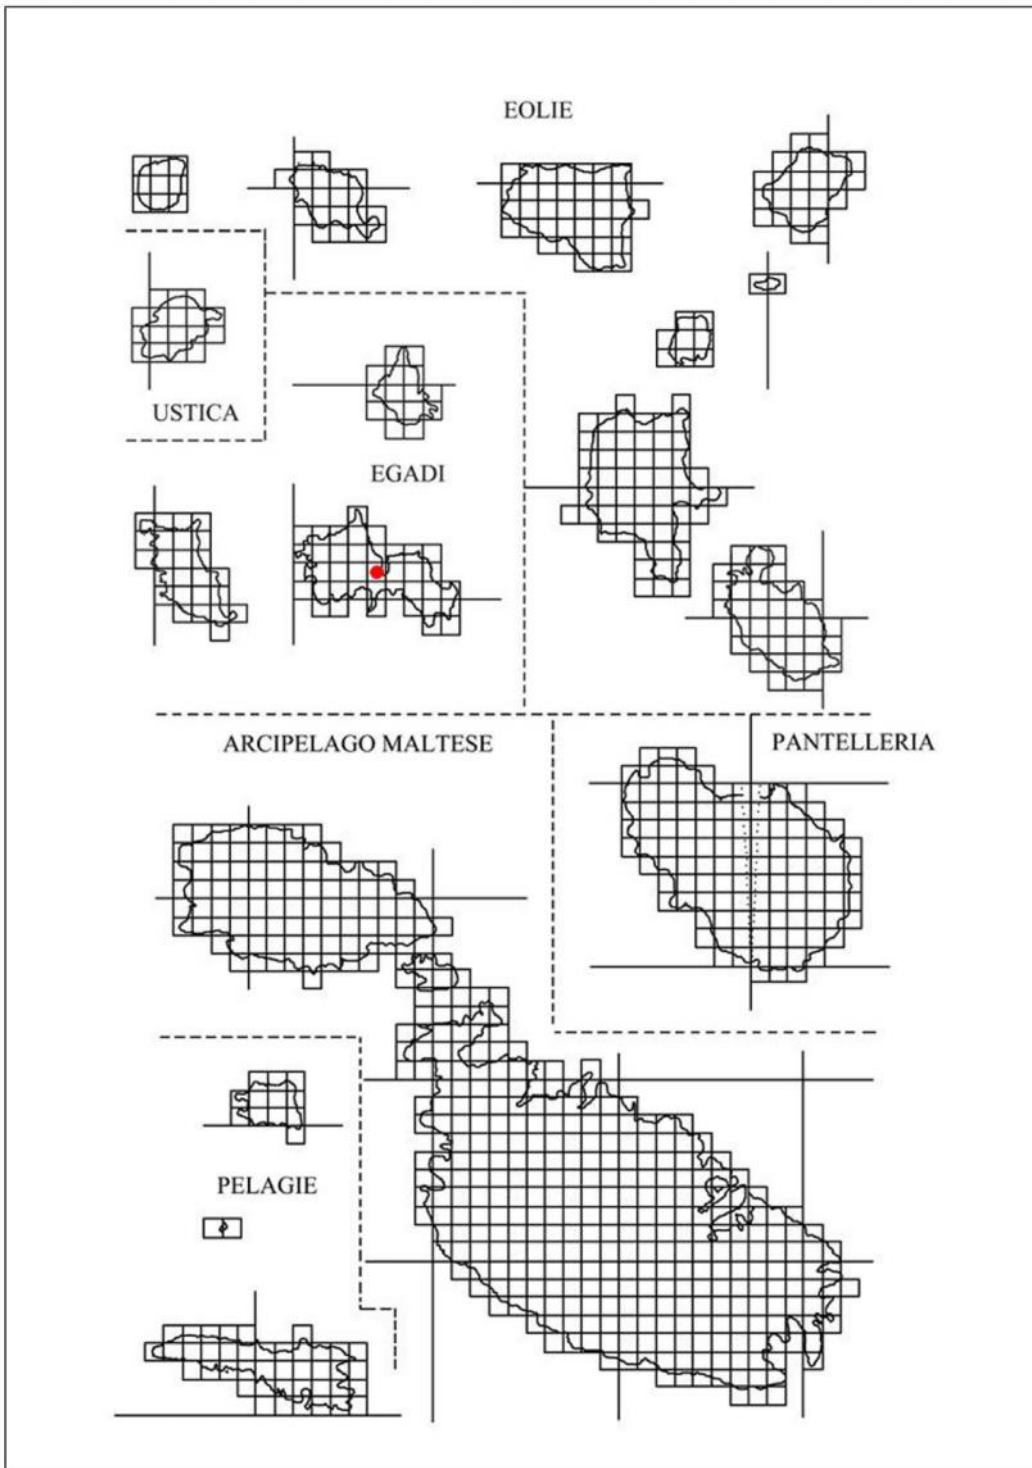 EOLIE
USTICA
EGADI
ARCIPELAGO MALTESE
PANTELLERIA
PELAGIE